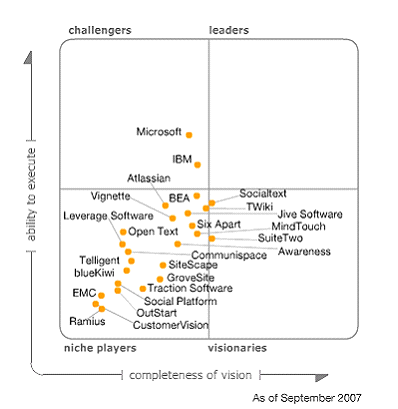 challengers
leaders
Microsoft
IBM
Atlassian
Vignette
BEA
Socialtext
TWiki
Leverage Software
Jive Software
Six Apart
MindTouch
Open Text
SuiteTwo
Awareness
Communispace
Telligent
SiteScape
blueKiwi
GroveSite
Traction Software
EMC
Social Platform
OutStart
Ramius
CustomerVision
niche players
visionaries
ability to execute
completeness of vision
As of September 2007